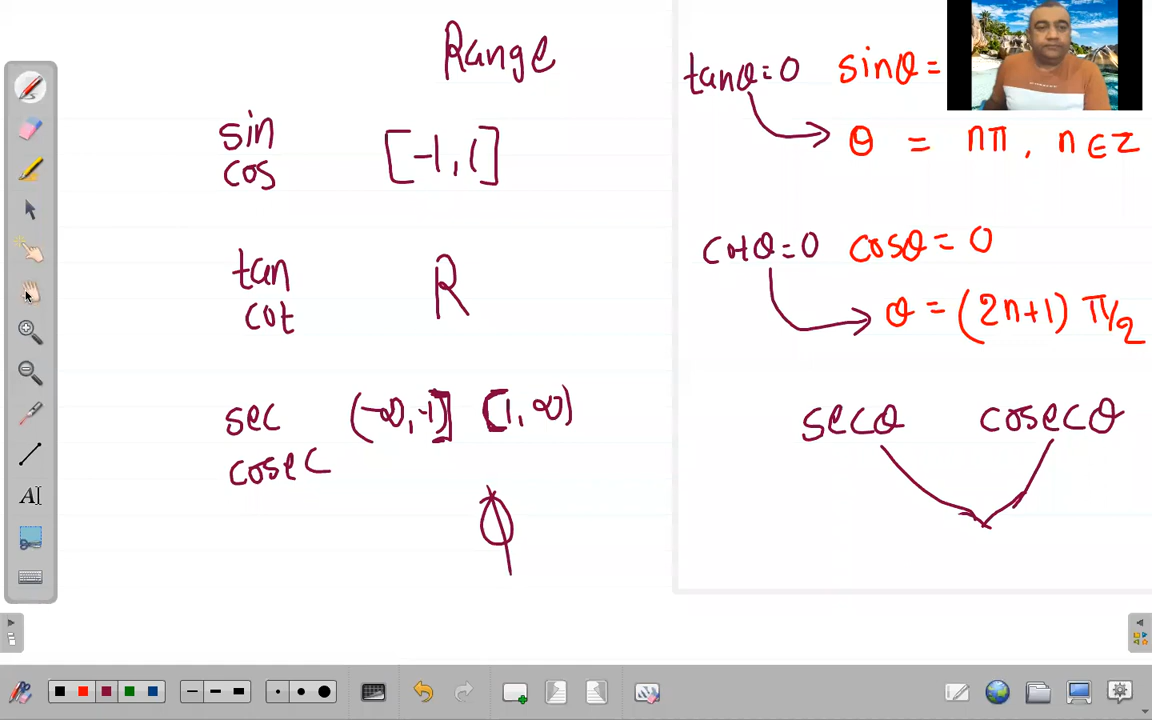 Range
sin
cos
[-1,1]
tan
cot
R
sec
cosec
(-∞,-1] [1,∞)
ϕ
tanθ=0 sinθ=
θ = nπ, n∈Z
cotθ=0 cosθ=0
θ=(2n+1) π/2
secθ cosecθ